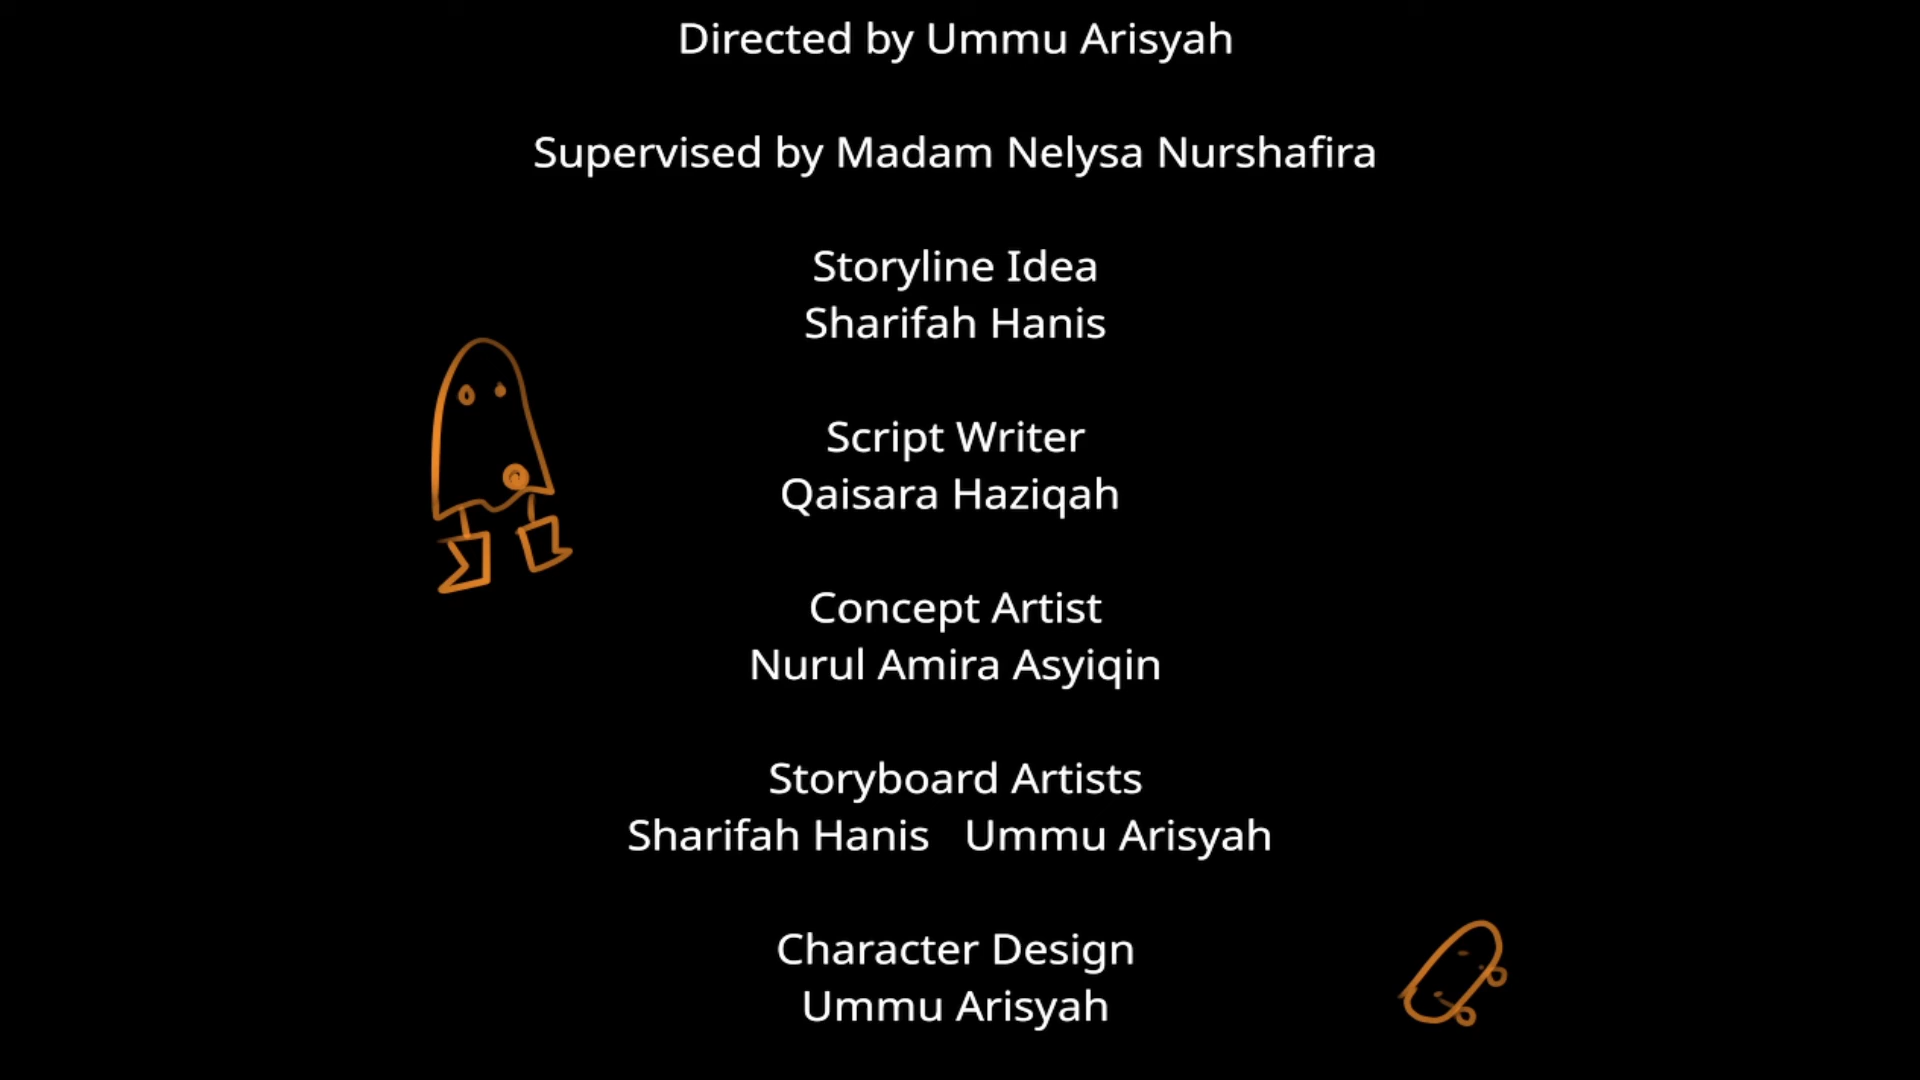 Directed by Ummu Arisyah
Supervised by Madam Nelysa Nurshafira
Storyline Idea
Sharifah Hanis
Script Writer
Qaisara Haziqah
Concept Artist
Nurul Amira Asyiqin
Storyboard Artists
Sharifah Hanis Ummu Arisyah
Character Design
Ummu Arisyah